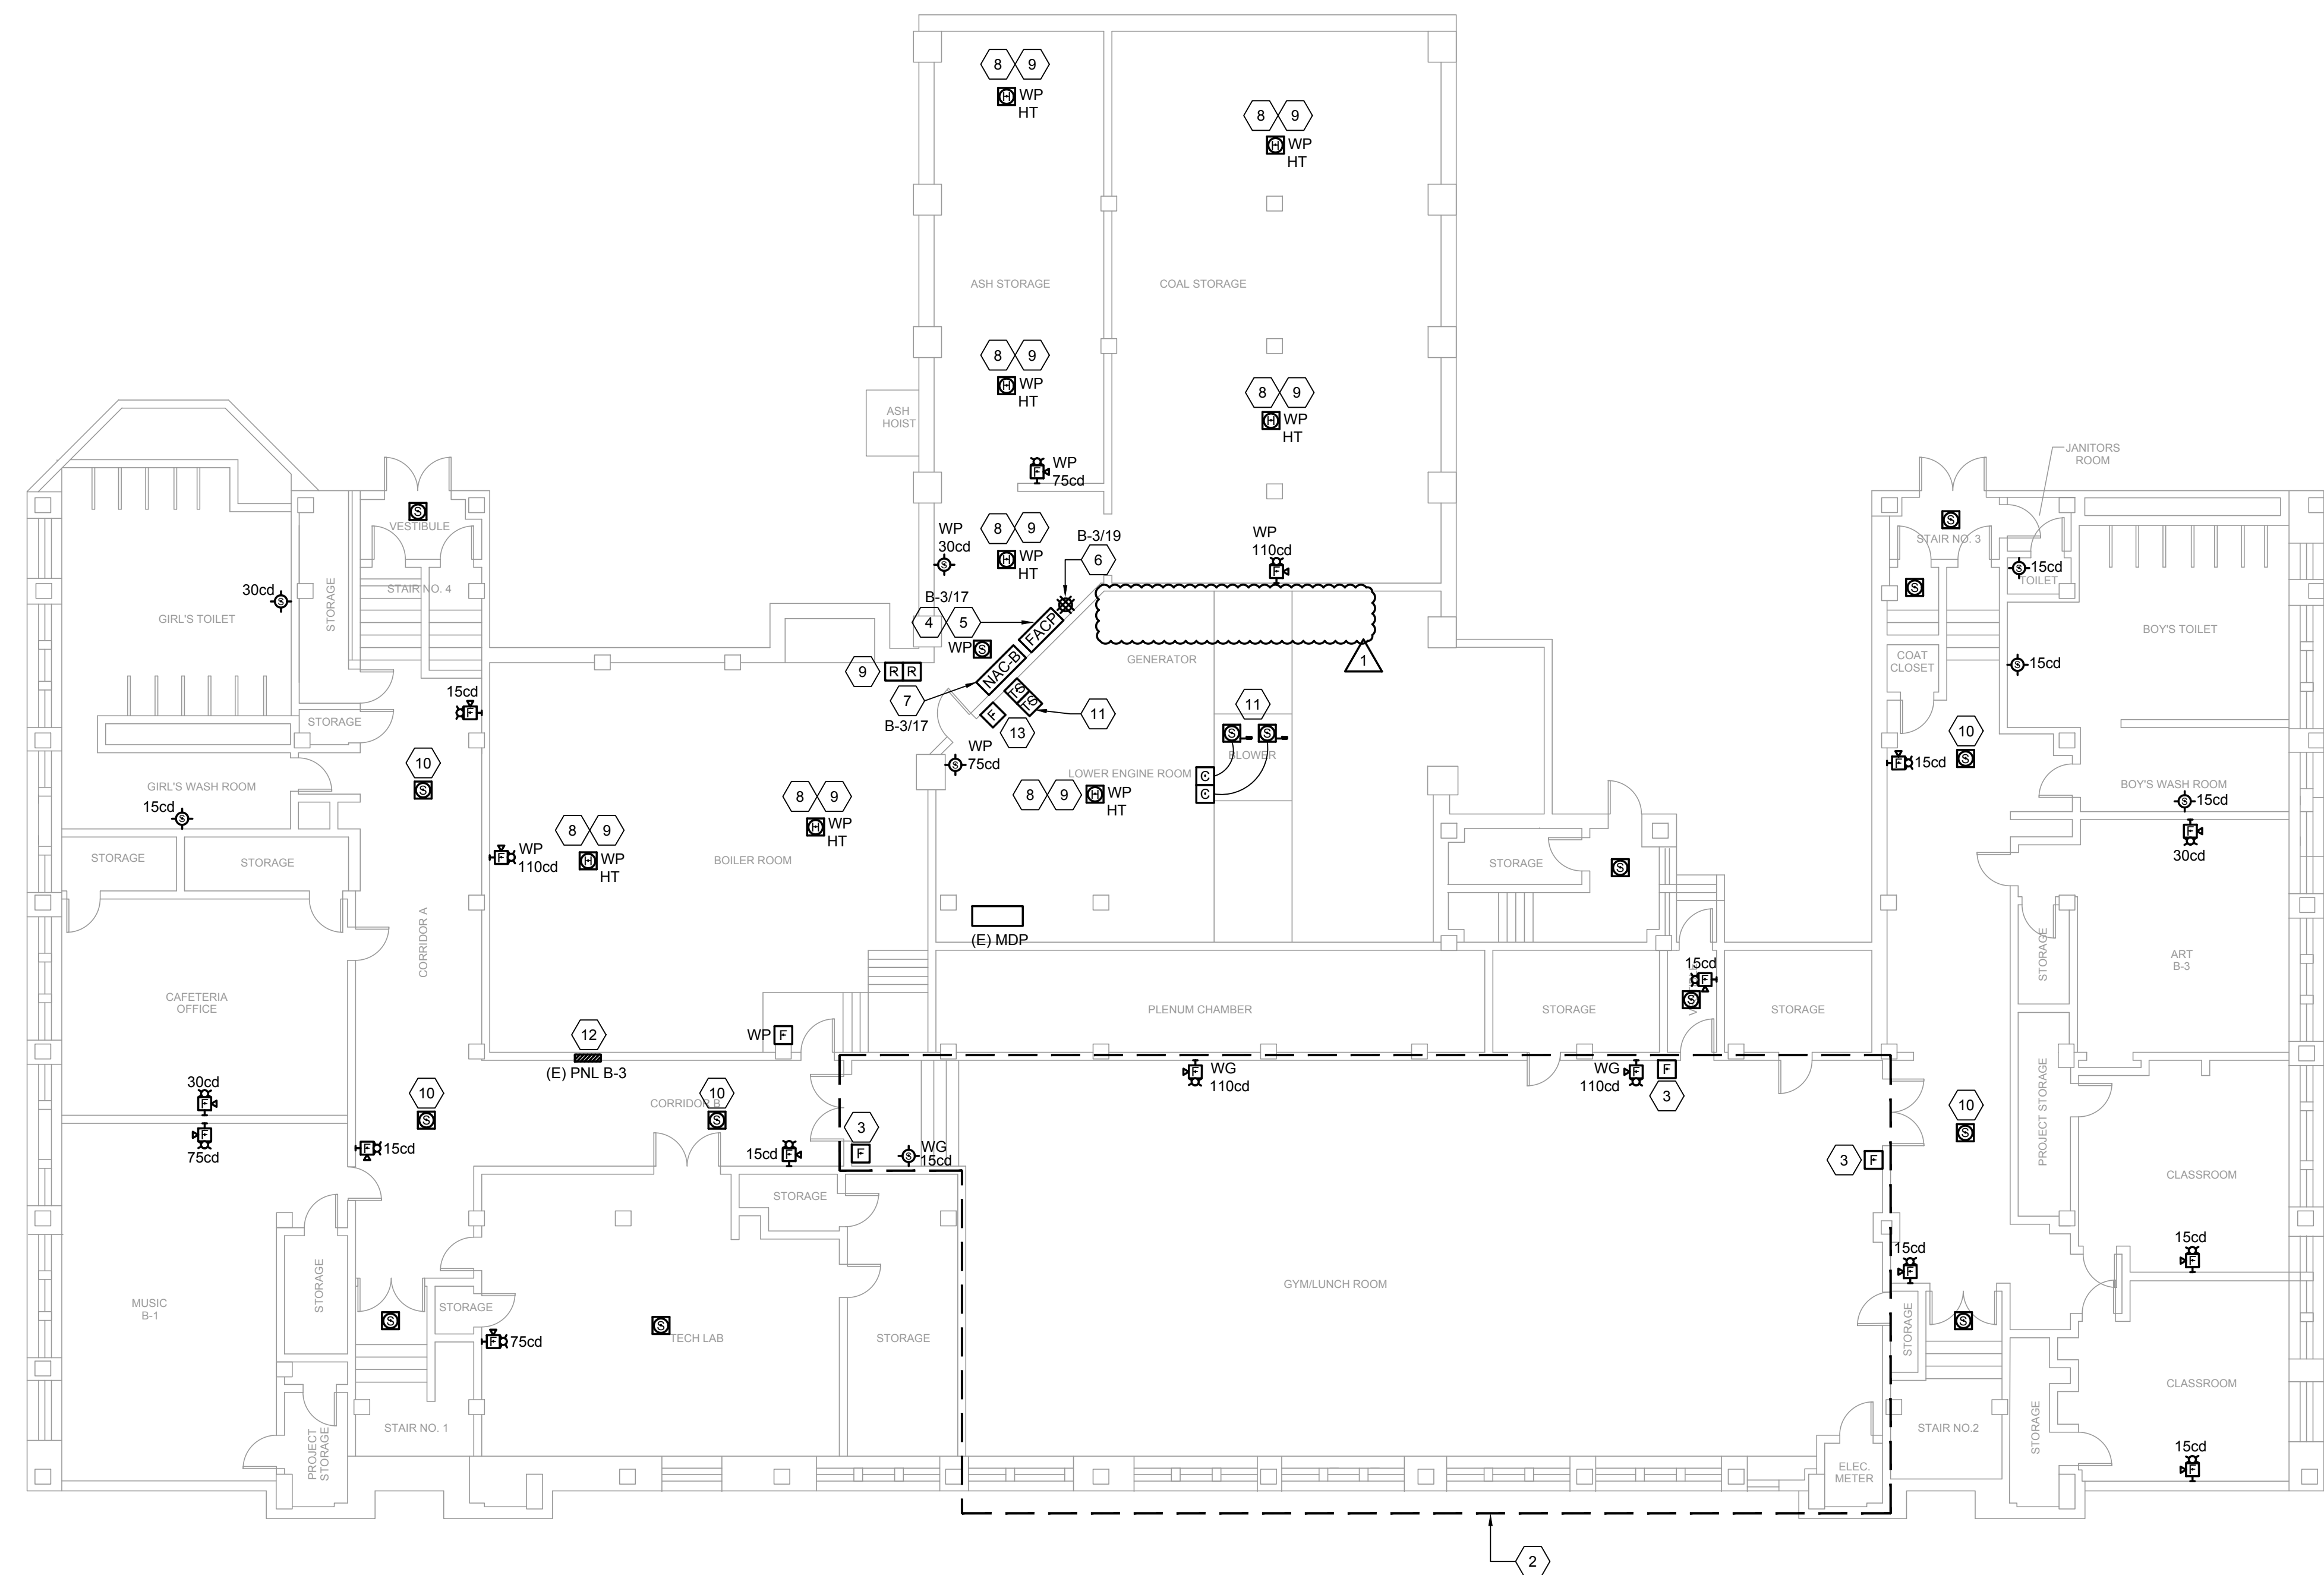 8 9
H WP
HT
8 9
H WP
HT
ASH STORAGE
COAL STORAGE
8 9
H WP
HT
8 9
H WP
HT
ASH
HOIST
F WP
75cd
JANITORS
ROOM
S
VESTIBULE
STAIR NO. 4
WP
30cd
S
8 9
H WP
HT
B-3/19
6
WP
110cd
F
S
STAIR NO. 3
S
S 15cd
TOILET
30cd S
GIRL'S TOILET
STORAGE
B-3/17
4 5
FACP
WP S
NAC-B
9 R R
7
B-3/17
TS
TS
11
F
13
GENERATOR
1
BOY'S TOILET
COAT
CLOSET
S 15cd
15cd
F
STORAGE
11
S S
BLOWER
10
S
F 15cd
10
S
WP
75cd
S
LOWER ENGINE ROOM
C
C
8 9
H WP
HT
GIRL'S WASH ROOM
15cd
S
BOY'S WASH ROOM
S 15cd
8 9
H WP
HT
8 9
H WP
HT
F WP
110cd
BOILER ROOM
F
30cd
STORAGE
STORAGE
STORAGE
S
CORRIDOR A
(E) MDP
STORAGE
ART
B-3
CAFETERIA
OFFICE
PLENUM CHAMBER
STORAGE
15cd
F
S
STORAGE
12
(E) PNL B-3
WP F
WG
110cd
F
WG
110cd
F
F
3
30cd
F
F
75cd
10
S
10
CORRIDOR B
S
3
F
WG
15cd
S
15cd F
F 15cd
10
S
3 F
PROJECT STORAGE
CLASSROOM
STORAGE
15cd
F
15cd
F
MUSIC
B-1
STORAGE
STORAGE
GYM/LUNCH ROOM
S
S
F 75cd
S
TECH LAB
STORAGE
STORAGE
CLASSROOM
STAIR NO. 1
STAIR NO.2
STORAGE
PROJECT
STORAGE
ELEC.
METER
15cd
F
2